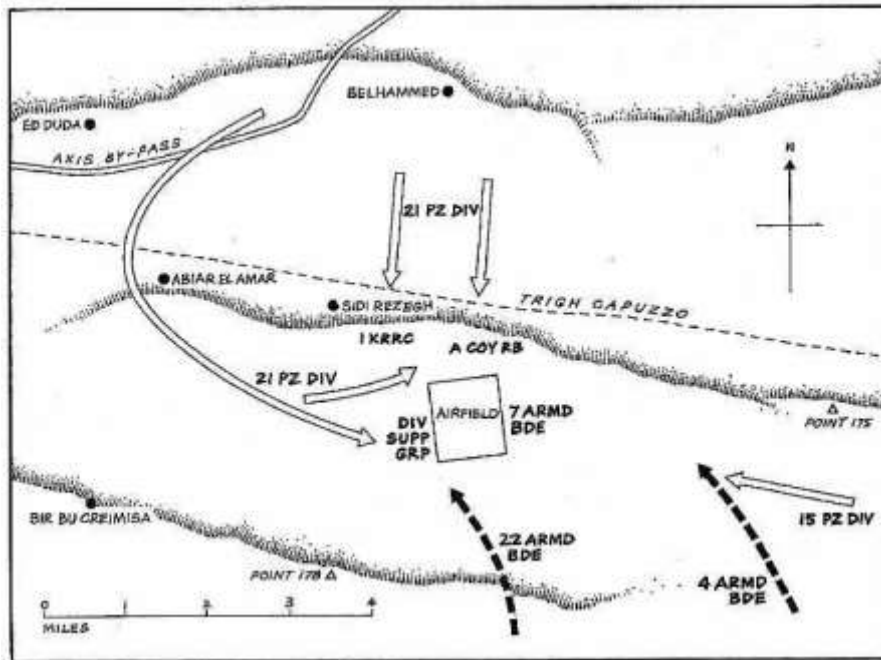 BELHAMMED
ED DUDA
AXIS BY-PASS
N
21 PZ DIV
ABIAR EL AMAR
SIDI REZEGH
TRIGH CAPUZZO
1 KRRC
A COY RB
21 PZ DIV
AIRFIELD
DIV
SUPP
GRP
7 ARMD
BDE
POINT 175
BIR BU CREIMISA
22 ARMD
BDE
15 PZ DIV
POINT 178
4 ARMD
BDE
0 1 2 3 4
MILES